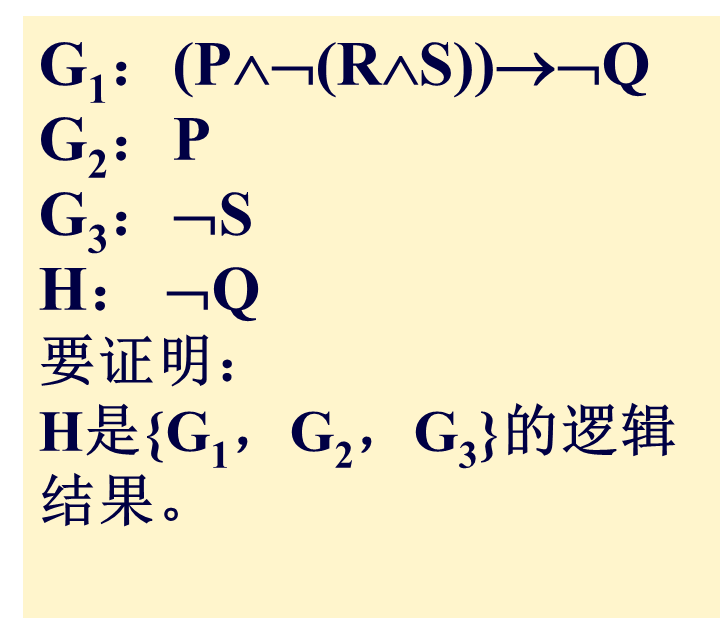 G₁：(P∧¬(R∧S))→¬Q
G₂：P
G₃：¬S
H： ¬Q
要证明：
H是{G₁，G₂，G₃}的逻辑
结果。